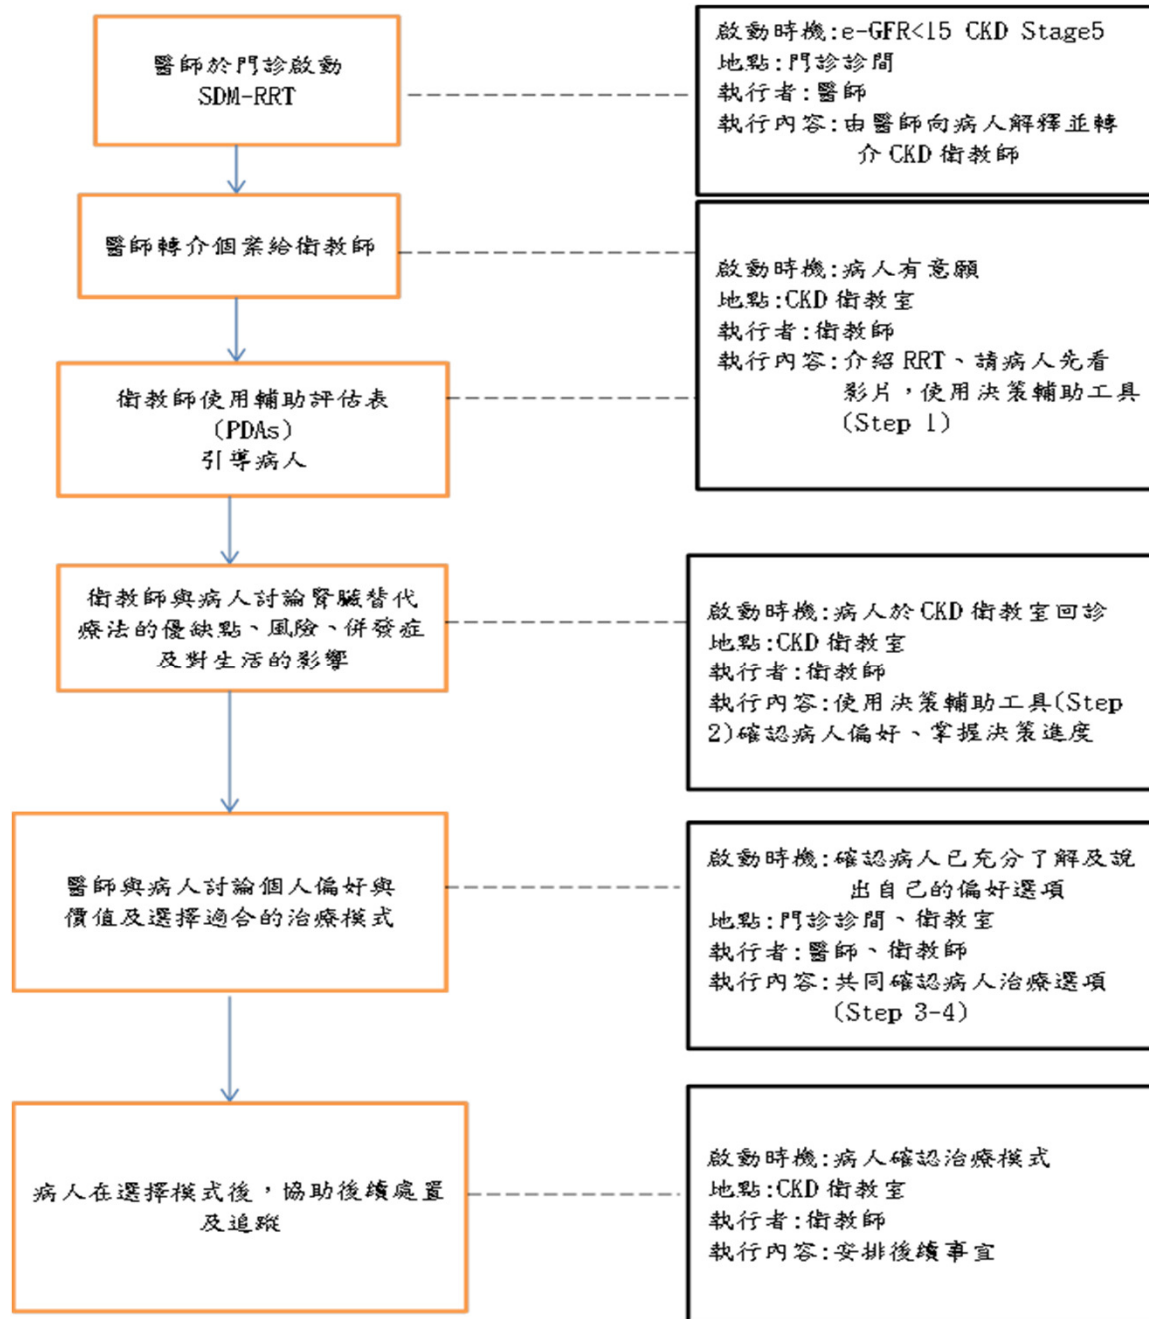 醫師於門診啟動
SDM-RRT
啟動時機:e-GFR<15 CKD Stage5
地點:門診診間
執行者:醫師
執行內容:由醫師向病人解釋並轉
介 CKD 衛教師
醫師轉介個案給衛教師
啟動時機:病人有意願
地點:CKD 衛教室
執行者:衛教師
執行內容:介紹 RRT、請病人先看
影片,使用決策輔助工具
(Step 1)
衛教師使用輔助評估表
(PDAs)
引導病人
衛教師與病人討論腎臟替代
療法的優缺點、風險、併發症
及對生活的影響
啟動時機:病人於 CKD 衛教室回診
地點:CKD 衛教室
執行者:衛教師
執行內容:使用決策輔助工具(Step
2)確認病人偏好、掌握決策進度
醫師與病人討論個人偏好與
價值及選擇適合的治療模式
啟動時機:確認病人已充分了解及說
出自己的偏好選項
地點:門診診間、衛教室
執行者:醫師、衛教師
執行內容:共同確認病人治療選項
(Step 3-4)
病人在選擇模式後,協助後續處置
及追蹤
啟動時機:病人確認治療模式
地點:CKD 衛教室
執行者:衛教師
執行內容:安排後續事宜